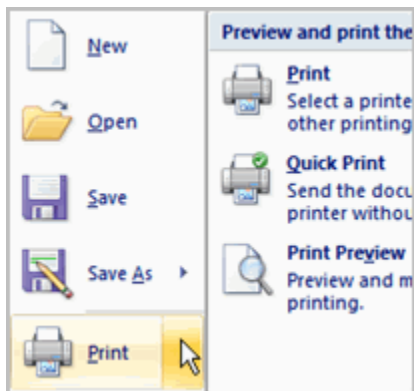 New
Open
Save
Save As
Print
Preview and print the
Print
Select a printe
other printing
Quick Print
Send the docu
printer withou
Print Preview
Preview and m
printing.